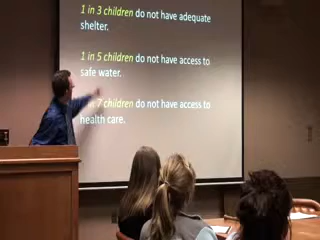 1 in 3 children do not have adequate
shelter.
1 in 5 children do not have access to
safe water.
in 7 children do not have access to
health care.